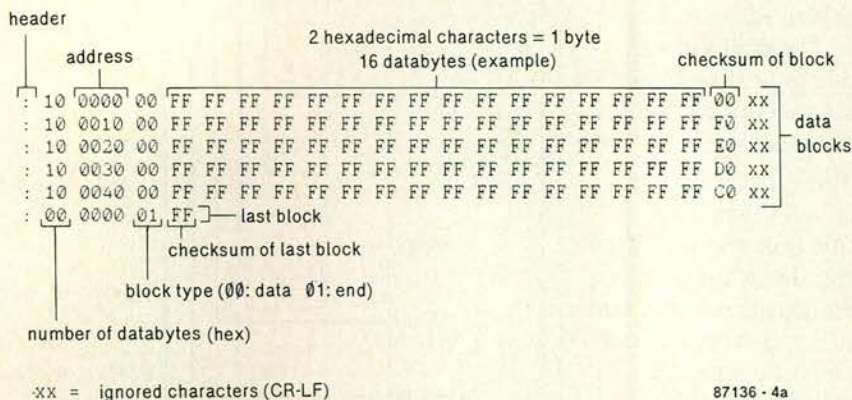 header
2 hexadecimal characters = 1 byte
address
16 databytes (example)
checksum of block
: 10 0000 00 FF FF FF FF FF FF FF FF FF FF FF FF FF FF FF FF 00 xx
: 10 0010 00 FF FF FF FF FF FF FF FF FF FF FF FF FF FF FF FF F0 xx
: 10 0020 00 FF FF FF FF FF FF FF FF FF FF FF FF FF FF FF FF E0 xx
: 10 0030 00 FF FF FF FF FF FF FF FF FF FF FF FF FF FF FF FF D0 xx
: 10 0040 00 FF FF FF FF FF FF FF FF FF FF FF FF FF FF FF FF C0 xx
data
blocks
: 00 0000 01 FF
last block
checksum of last block
block type (00: data 01: end)
number of databytes (hex)
xx = ignored characters (CR-LF)
87136 - 4a